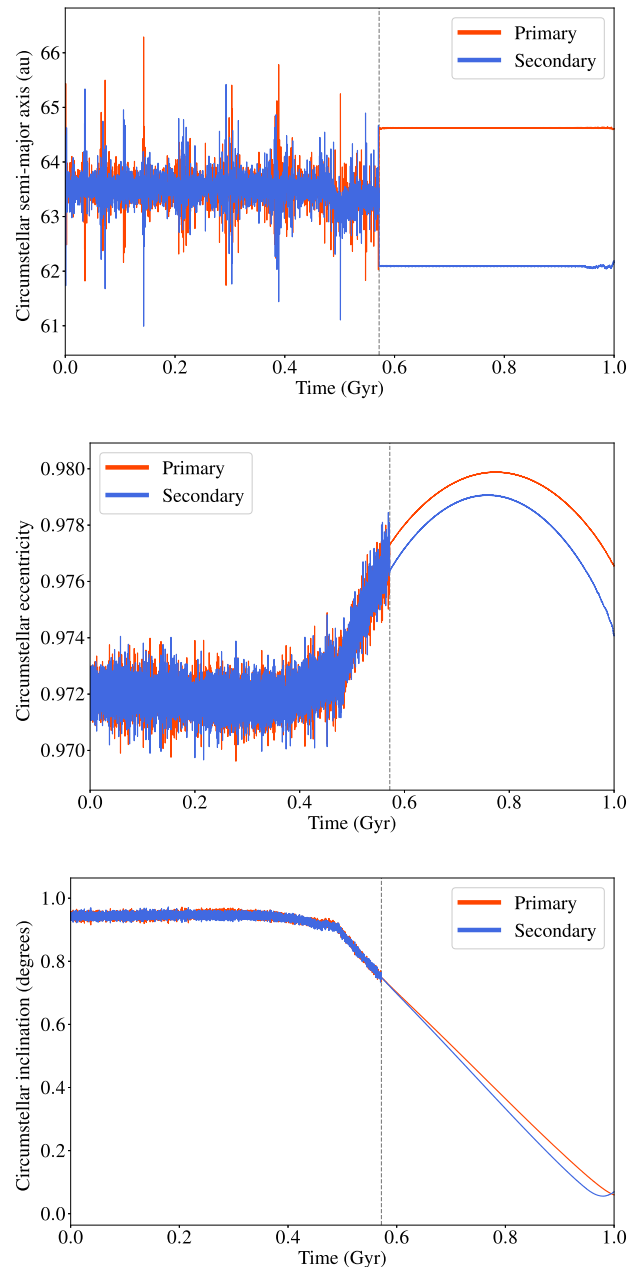 Circumstellar semi-major axis (au)
66
65
64
63
62
61
Primary
Secondary
0.0 0.2 0.4 0.6 0.8 1.0
Time (Gyr)
Circumstellar eccentricity
0.980
0.978
0.976
0.974
0.972
0.970
Primary
Secondary
0.0 0.2 0.4 0.6 0.8 1.0
Time (Gyr)
Circumstellar inclination (degrees)
1.0
0.8
0.6
0.4
0.2
0.0
Primary
Secondary
0.0 0.2 0.4 0.6 0.8 1.0
Time (Gyr)